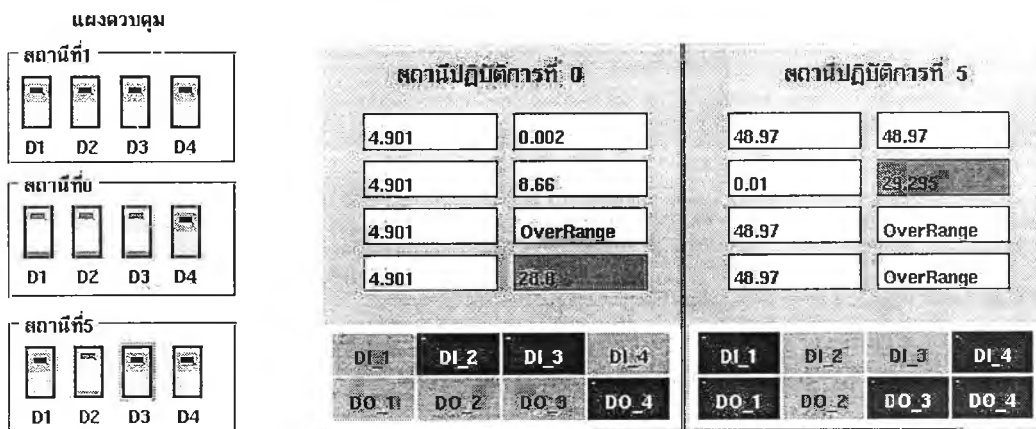 แผงควบคุม
สถานีที่1
D1 D2 D3 D4
สถานีที่0
D1 D2 D3 D4
สถานีที่5
D1 D2 D3 D4
สถานีปฏิบัติการที่ 0
4.901 0.002
4.901 8.66
4.901 OverRange
4.901 28.8
DI_1 DI_2 DI_3 DI_4
DO_1 DO_2 DO_3 DO_4
สถานีปฏิบัติการที่ 5
48.97 48.97
0.01 29.295
48.97 OverRange
48.97 OverRange
DI_1 DI_2 DI_3 DI_4
DO_1 DO_2 DO_3 DO_4